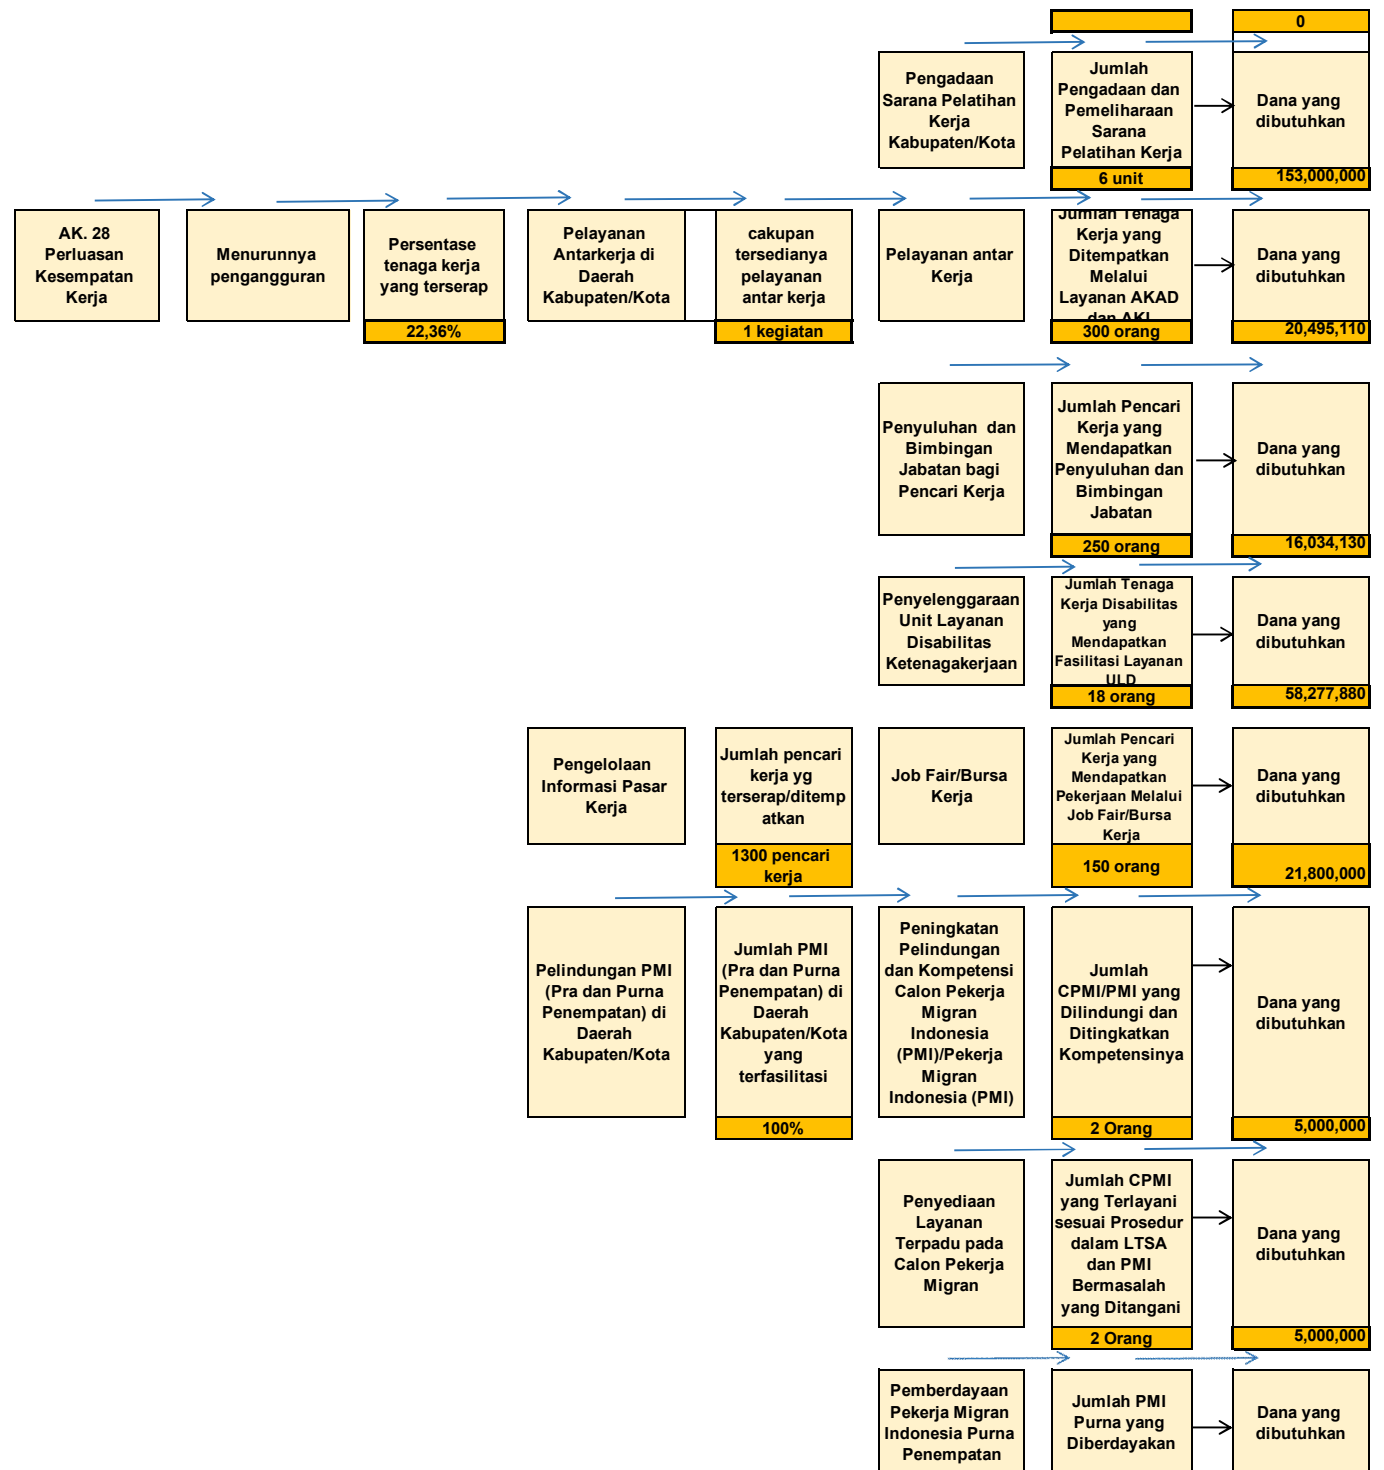 0
Pengadaan
Sarana Pelatihan
Kerja
Kabupaten/Kota
Jumlah
Pengadaan dan
Pemeliharaan
Sarana
Pelatihan Kerja
6 unit
Dana yang
dibutuhkan
153,000,000
AK. 28
Perluasan
Kesempatan
Kerja
Menurunnya
pengangguran
Persentase
tenaga kerja
yang terserap
22,36%
Pelayanan
Antarkerja di
Daerah
Kabupaten/Kota
cakupan
tersedianya
pelayanan
antar kerja
1 kegiatan
Pelayanan antar
Kerja
Jumlah Tenaga
Kerja yang
Ditempatkan
Melalui
Layanan AKAD
dan AKL
300 orang
Dana yang
dibutuhkan
20,495,110
Penyuluhan dan
Bimbingan
Jabatan bagi
Pencari Kerja
Jumlah Pencari
Kerja yang
Mendapatkan
Penyuluhan dan
Bimbingan
Jabatan
250 orang
Dana yang
dibutuhkan
16,034,130
Penyelenggaraan
Unit Layanan
Disabilitas
Ketenagakerjaan
Jumlah Tenaga
Kerja Disabilitas
yang
Mendapatkan
Fasilitasi Layanan
ULD
18 orang
Dana yang
dibutuhkan
58,277,880
Pengelolaan
Informasi Pasar
Kerja
Jumlah pencari
kerja yg
terserap/ditemp
atkan
1300 pencari
kerja
Job Fair/Bursa
Kerja
Jumlah Pencari
Kerja yang
Mendapatkan
Pekerjaan Melalui
Job Fair/Bursa
Kerja
150 orang
Dana yang
dibutuhkan
21,800,000
Pelindungan PMI
(Pra dan Purna
Penempatan) di
Daerah
Kabupaten/Kota
Jumlah PMI
(Pra dan Purna
Penempatan) di
Daerah
Kabupaten/Kota
yang
terfasilitasi
100%
Peningkatan
Pelindungan
dan Kompetensi
Calon Pekerja
Migran
Indonesia
(PMI)/Pekerja
Migran
Indonesia (PMI)
Jumlah
CPMI/PMI yang
Dilindungi dan
Ditingkatkan
Kompetensinya
2 Orang
Dana yang
dibutuhkan
5,000,000
Penyediaan
Layanan
Terpadu pada
Calon Pekerja
Migran
Jumlah CPMI
yang Terlayani
sesuai Prosedur
dalam LTSA
dan PMI
Bermasalah
yang Ditangani
2 Orang
Dana yang
dibutuhkan
5,000,000
Pemberdayaan
Pekerja Migran
Indonesia Purna
Penempatan
Jumlah PMI
Purna yang
Diberdayakan
Dana yang
dibutuhkan